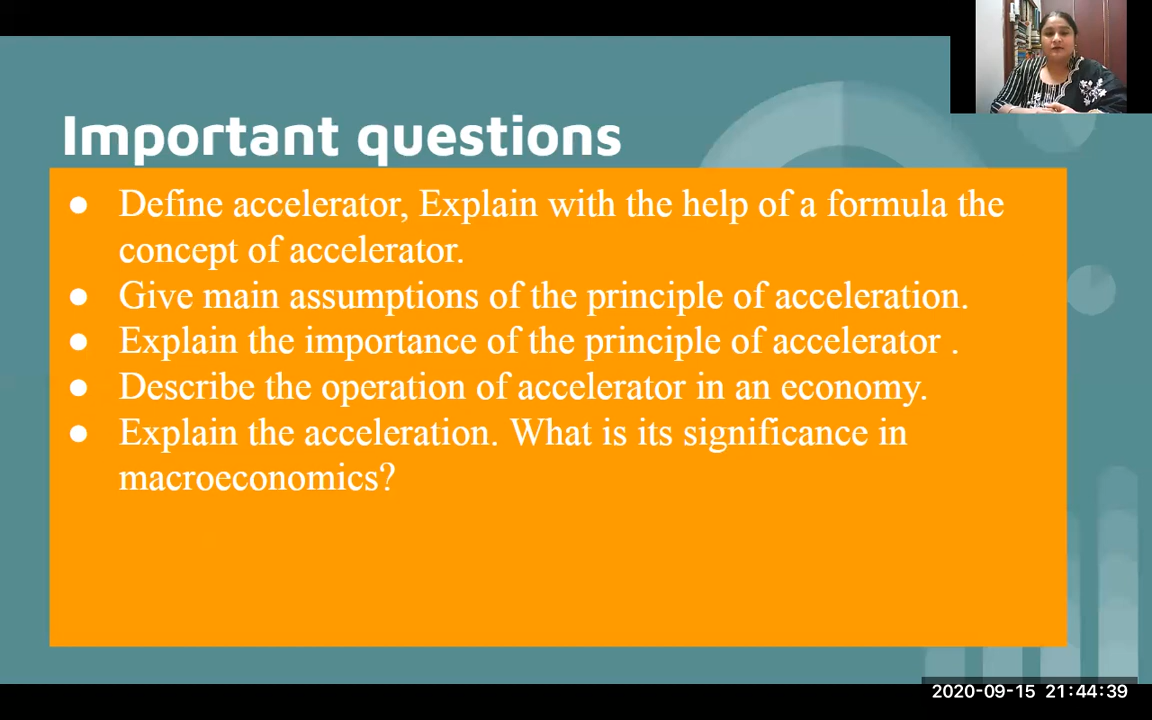 Important questions
● Define accelerator, Explain with the help of a formula the
concept of accelerator.
● Give main assumptions of the principle of acceleration.
● Explain the importance of the principle of accelerator .
● Describe the operation of accelerator in an economy.
● Explain the acceleration. What is its significance in
macroeconomics?
2020-09-15 21:44:39